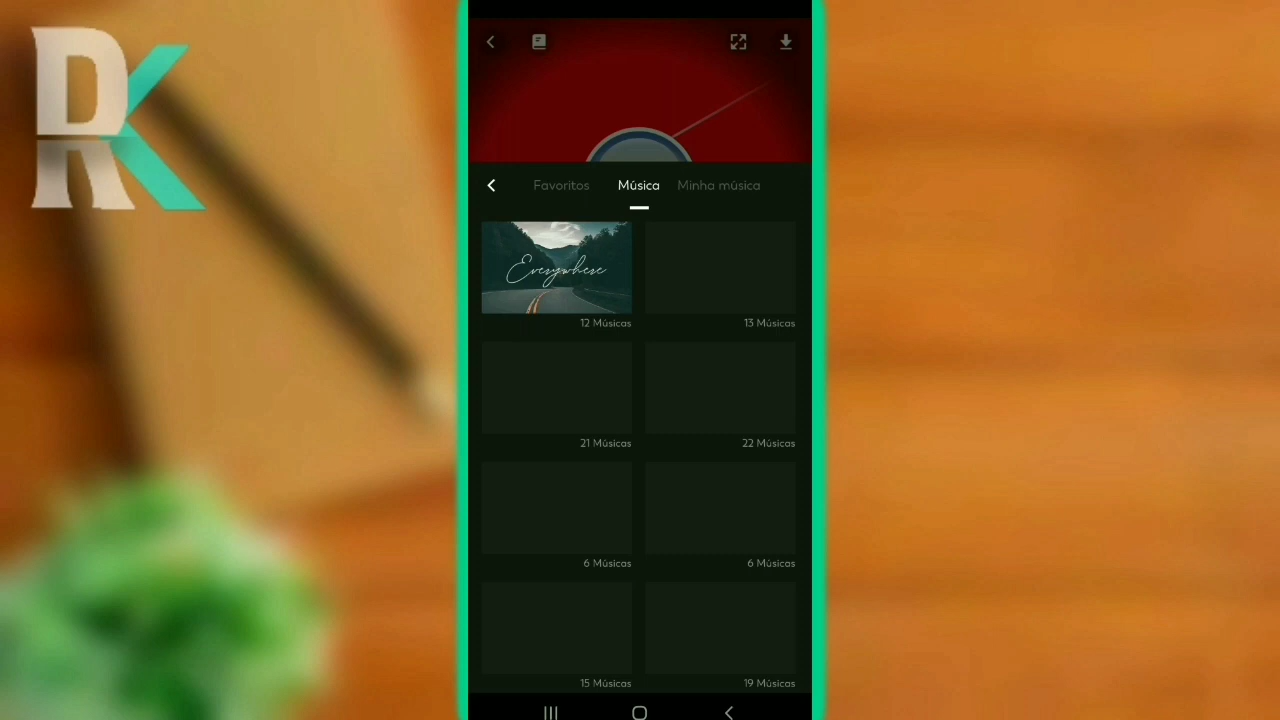 DK
Favoritos Música Minha música
Everywhere
12 Músicas 13 Músicas
21 Músicas 22 Músicas
6 Músicas 6 Músicas
15 Músicas 19 Músicas